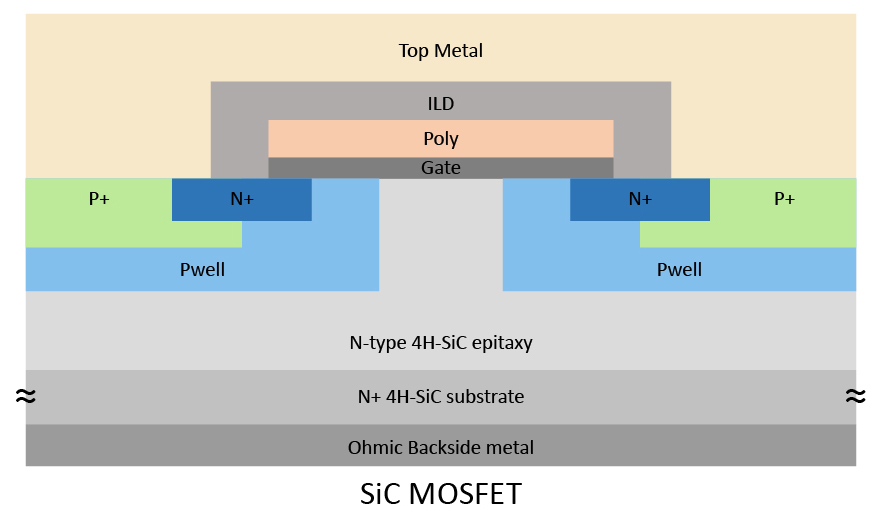 Top Metal
ILD
Poly
Gate
P+ N+ N+ P+
Pwell Pwell
N-type 4H-SiC epitaxy
≈ N+ 4H-SiC substrate ≈
Ohmic Backside metal
SiC MOSFET